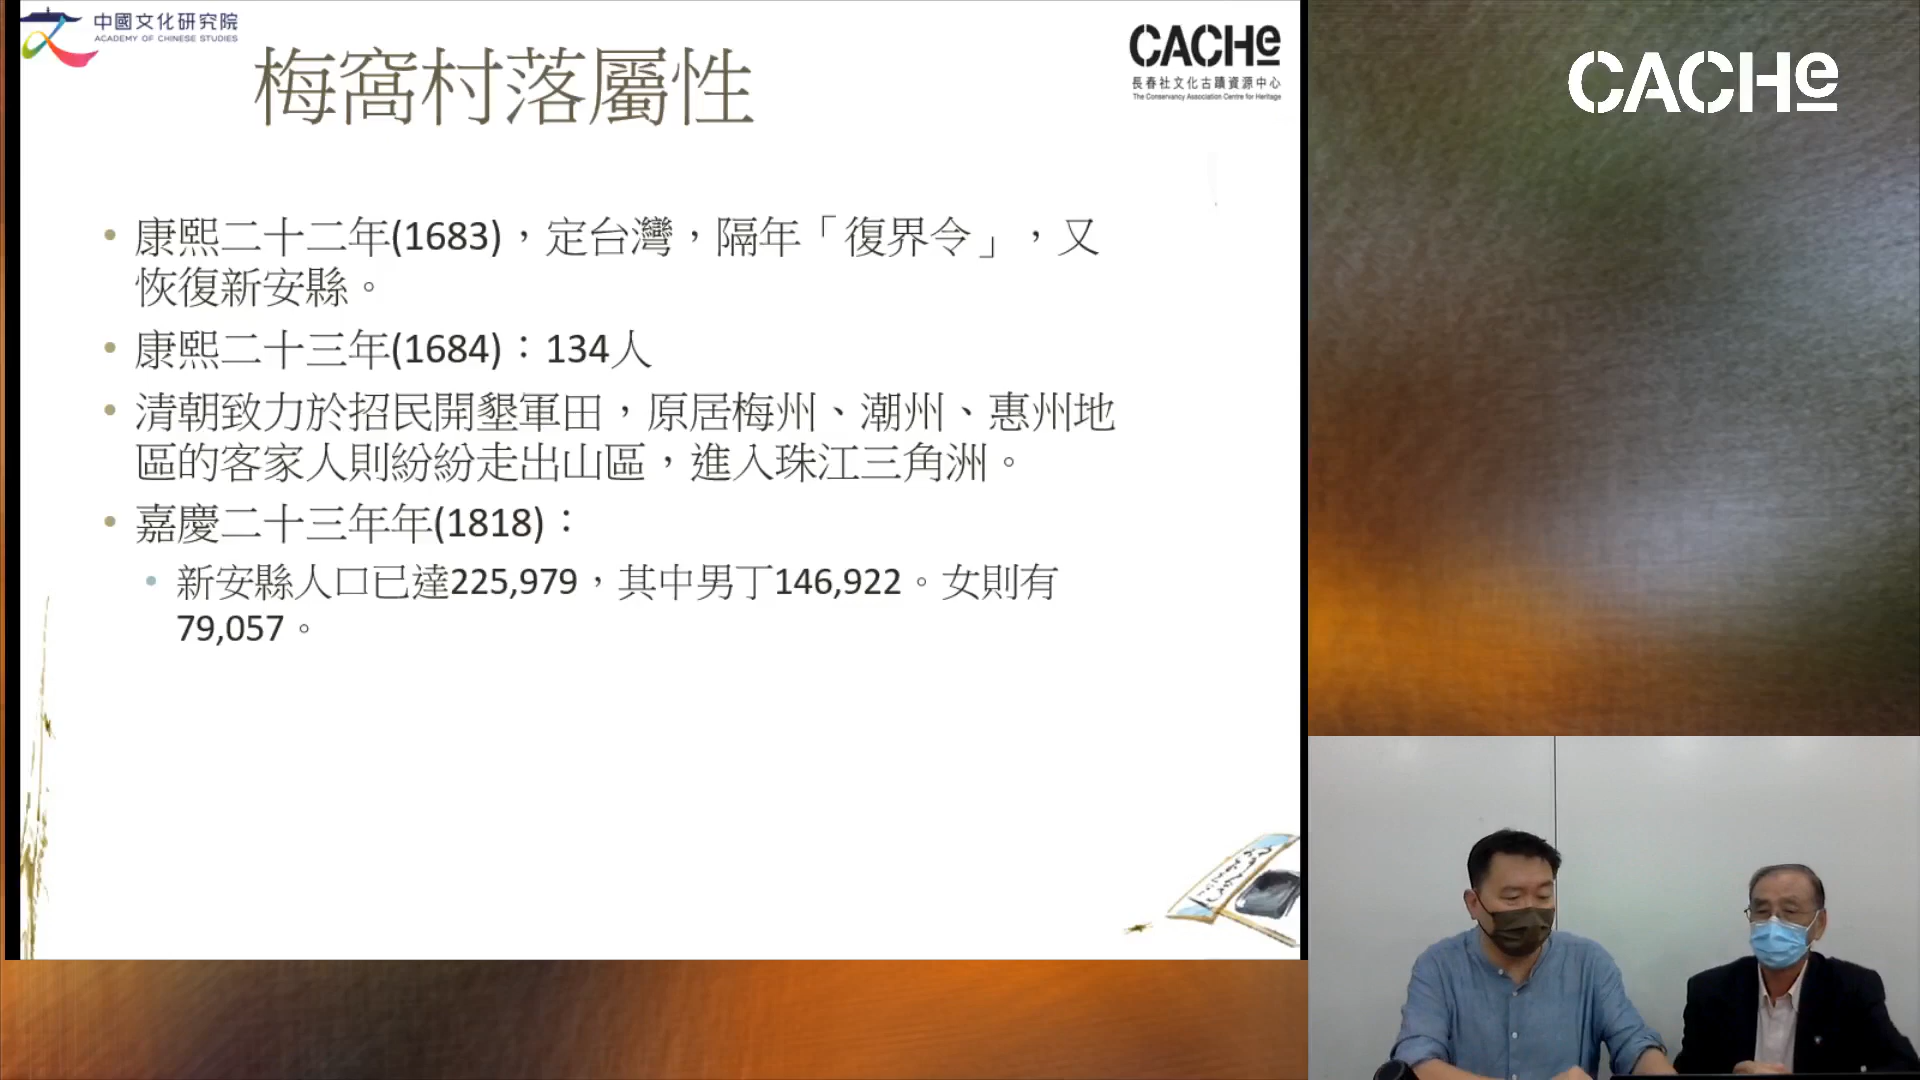 中國文化研究院
ACADEMY OF CHINESE STUDIES
梅窩村落屬性
CACHe
長春社文化古蹟資源中心
The Conservancy Association Centre for Heritage
CACHe
• 康熙二十二年(1683)，定台灣，隔年「復界令」，又
恢復新安縣。
• 康熙二十三年(1684)：134人
• 清朝致力於招民開墾軍田，原居梅州、潮州、惠州地
區的客家人則紛紛走出山區，進入珠江三角洲。
• 嘉慶二十三年年(1818)：
• 新安縣人口已達225,979，其中男丁146,922。女則有
79,057。